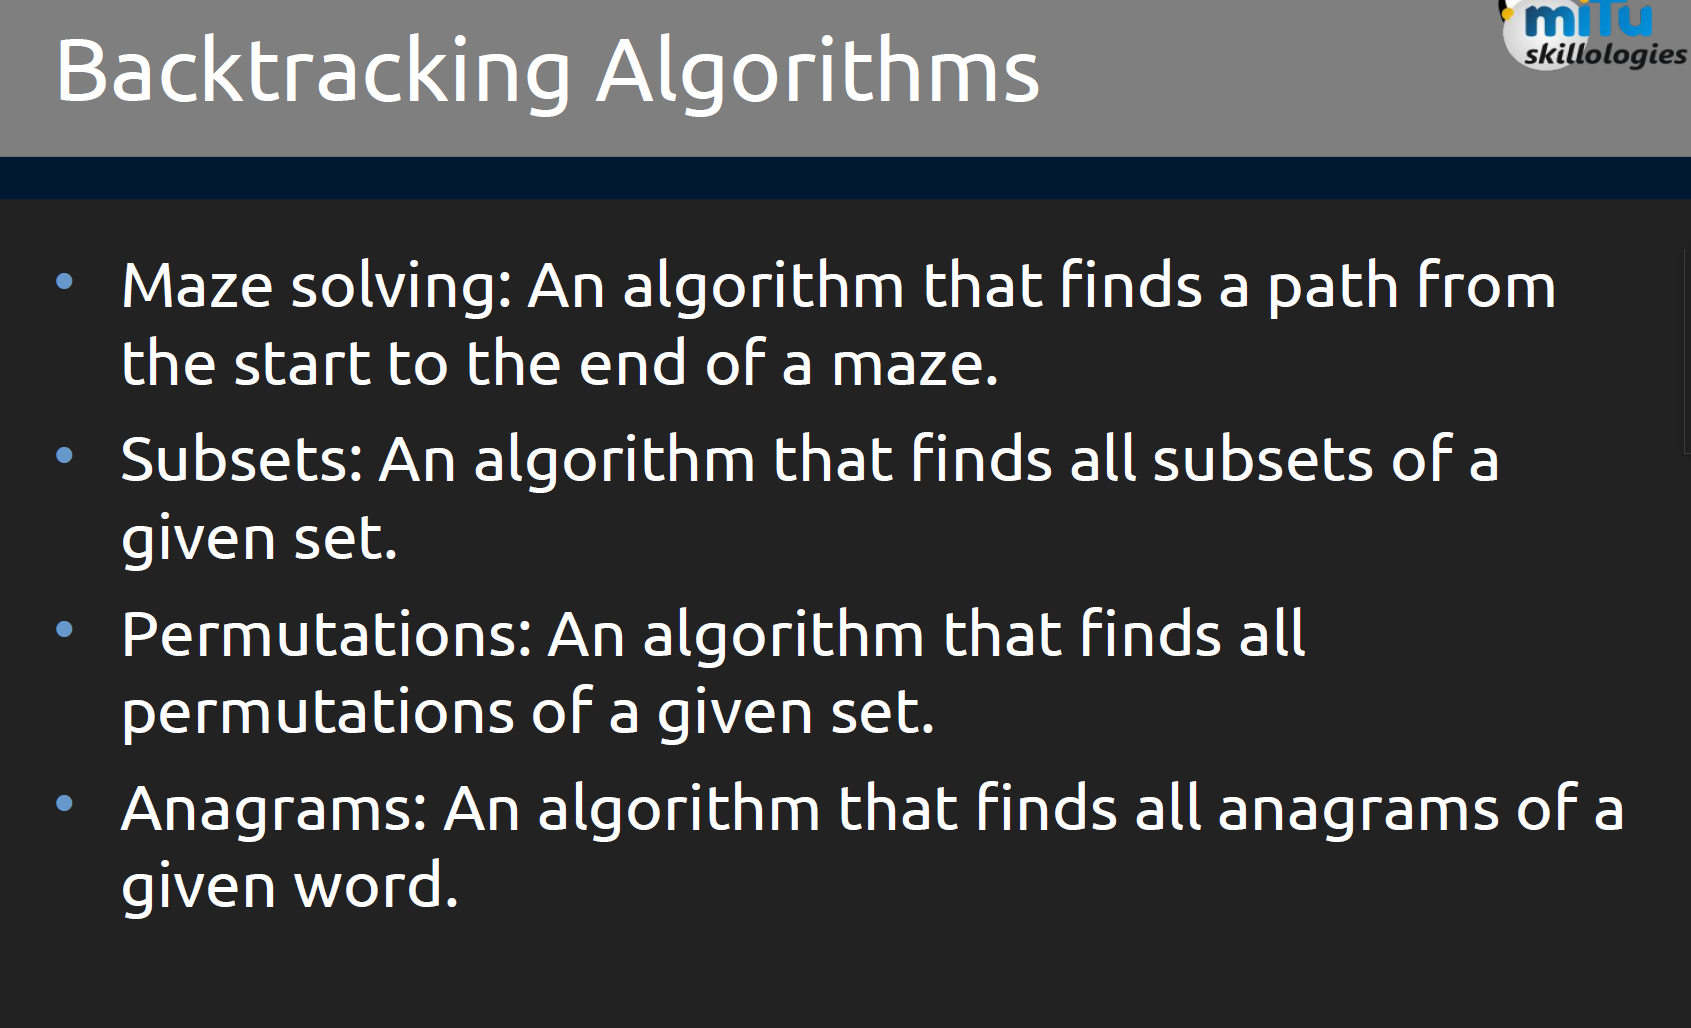 Backtracking Algorithms
miTu
skillologies
• Maze solving: An algorithm that finds a path from
the start to the end of a maze.
• Subsets: An algorithm that finds all subsets of a
given set.
• Permutations: An algorithm that finds all
permutations of a given set.
• Anagrams: An algorithm that finds all anagrams of a
given word.